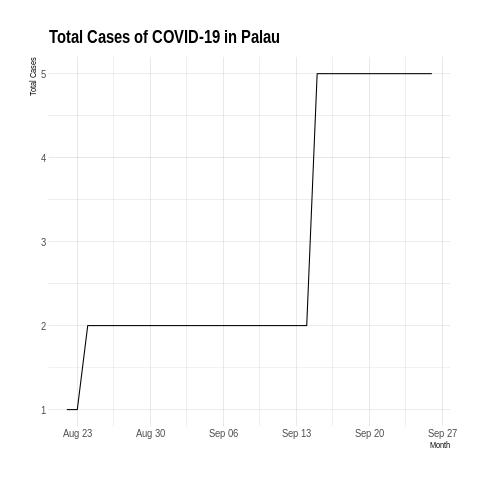 Total Cases of COVID-19 in Palau
Total Cases
5
4
3
2
1
Aug 23 Aug 30 Sep 06 Sep 13 Sep 20 Sep 27
Month